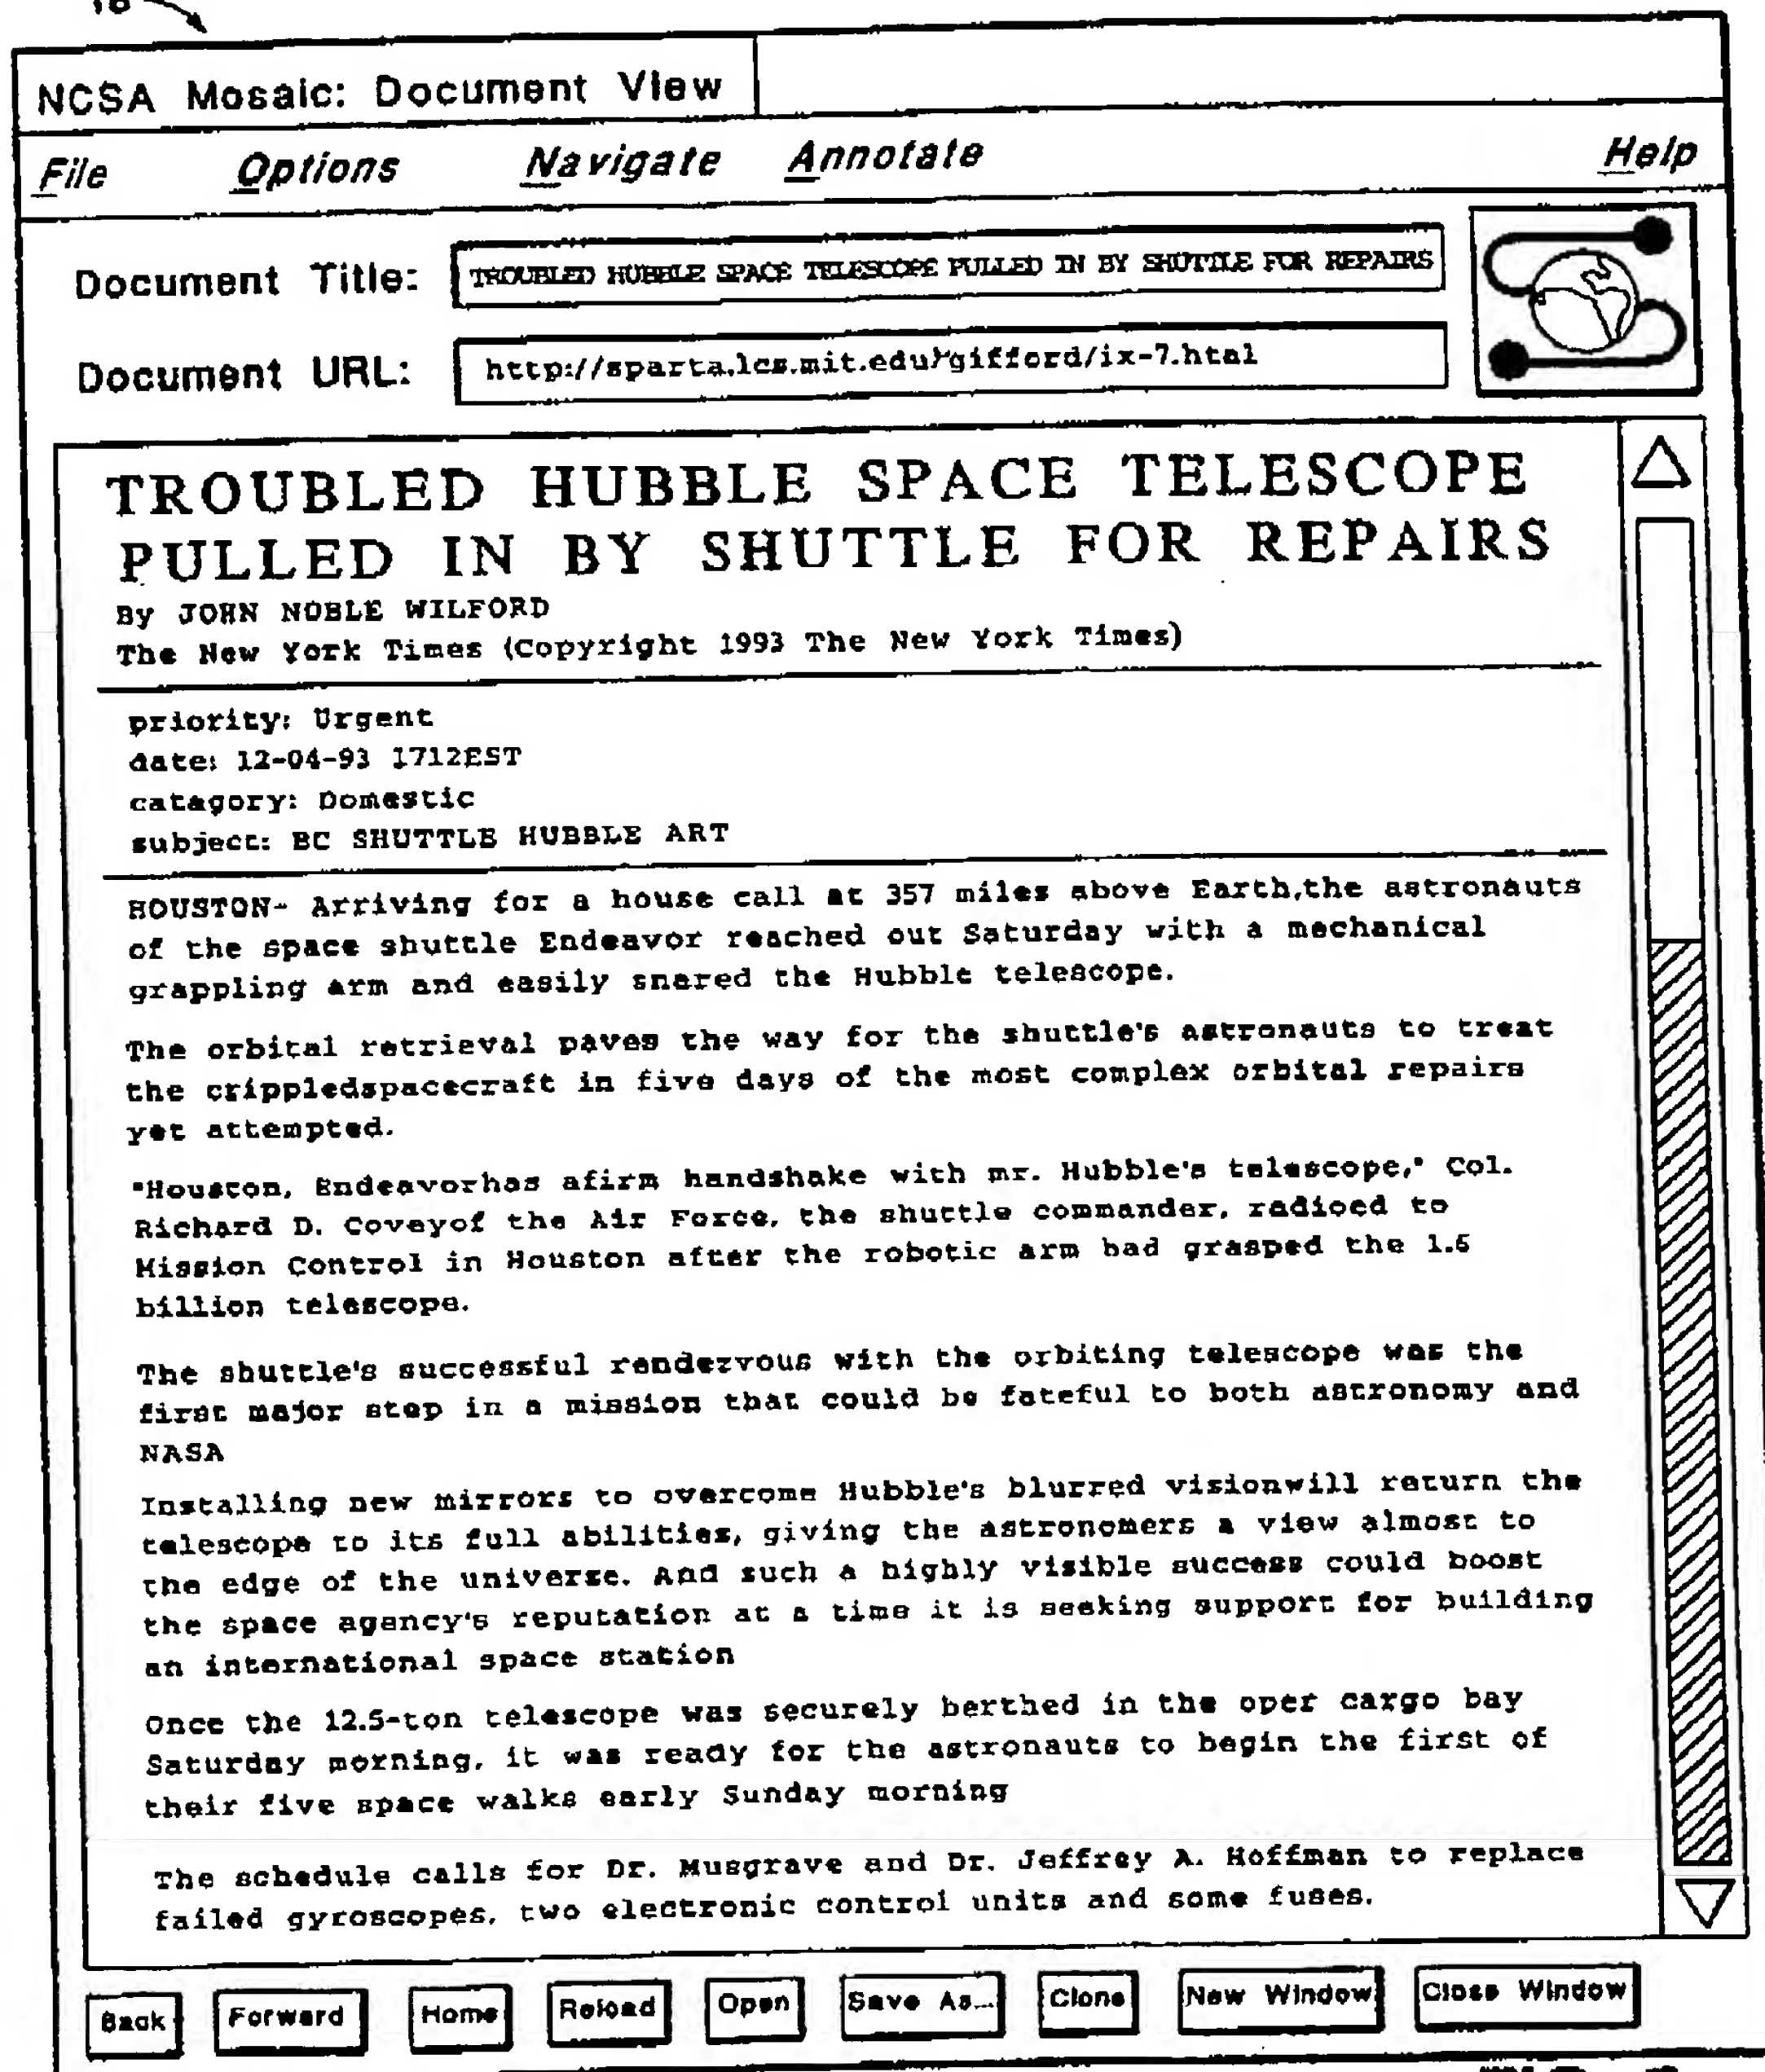 18
NCSA Mosaic: Document View
File Options Navigate Annotate Help
Document Title: TROUBLED HUBBLE SPACE TELESCOPE PULLED IN BY SHUTTLE FOR REPAIRS
Document URL: http://sparta.lcs.mit.edu/gifford/ix-7.html
TROUBLED HUBBLE SPACE TELESCOPE
PULLED IN BY SHUTTLE FOR REPAIRS
By JOHN NOBLE WILFORD
The New York Times (Copyright 1993 The New York Times)
priority: Urgent
date: 12-04-93 1712EST
catagory: Domestic
subject: BC SHUTTLE HUBBLE ART
HOUSTON- Arriving for a house call at 357 miles above Earth,the astronauts
of the space shuttle Endeavor reached out Saturday with a mechanical
grappling arm and easily snared the Hubble telescope.
The orbital retrieval paves the way for the shuttle's astronauts to treat
the crippledspacecraft in five days of the most complex orbital repairs
yet attempted.
"Houston, Endeavorhas afirm handshake with mr. Hubble's telescope," Col.
Richard D. Coveyof the Air Force, the shuttle commander, radioed to
Mission Control in Houston after the robotic arm had grasped the 1.6
billion telescope.
The shuttle's successful rendezvous with the orbiting telescope was the
first major step in a mission that could be fateful to both astronomy and
NASA
Installing new mirrors to overcome Hubble's blurred visionwill return the
telescope to its full abilities, giving the astronomers a view almost to
the edge of the universe. And such a highly visible success could boost
the space agency's reputation at a time it is seeking support for building
an international space station
Once the 12.5-ton telescope was securely berthed in the oper cargo bay
Saturday morning, it was ready for the astronauts to begin the first of
their five space walks early Sunday morning
The schedule calls for Dr. Musgrave and Dr. Jeffrey A. Hoffman to replace
failed gyroscopes, two electronic control units and some fuses.
Back Forward Home Reload Open Save As... Clone New Window Close Window